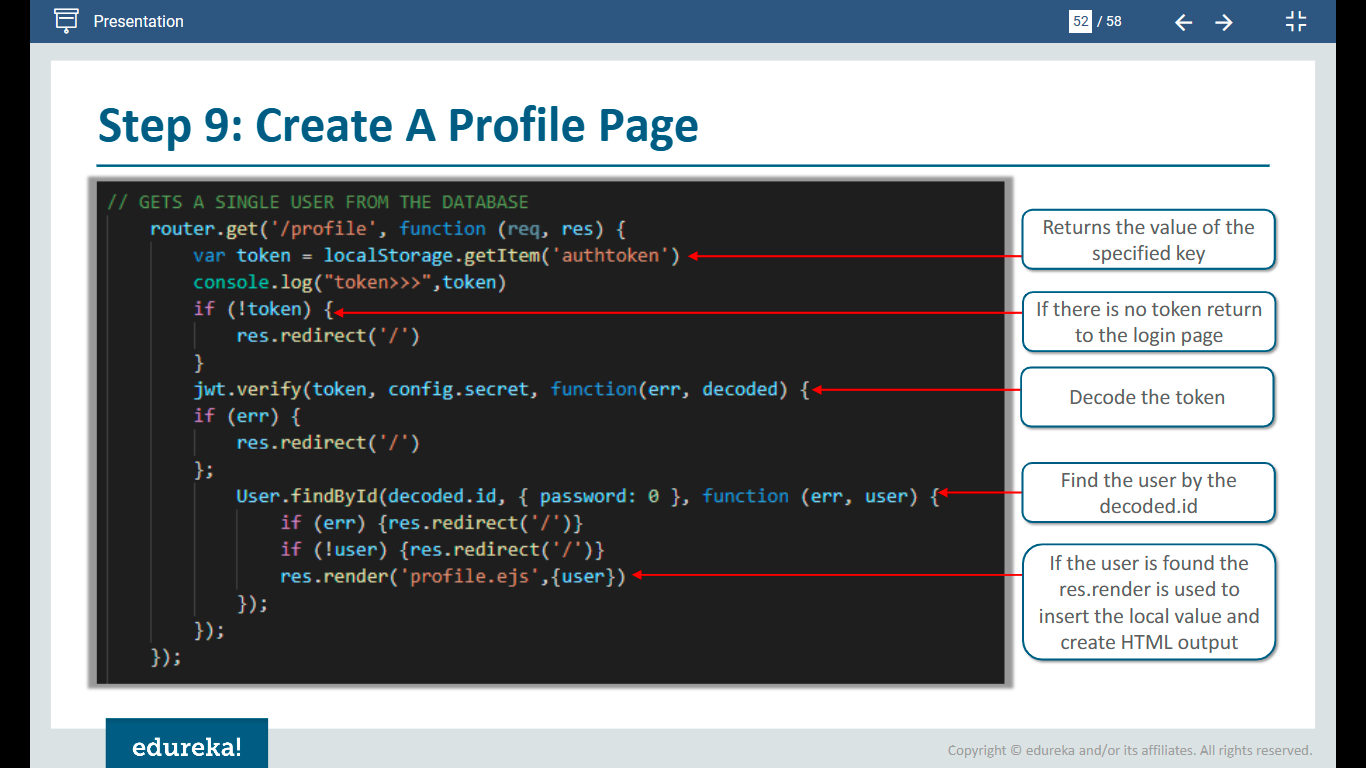 Presentation
52 / 58
Step 9: Create A Profile Page
// GETS A SINGLE USER FROM THE DATABASE
router.get('/profile', function (req, res) {
var token = localStorage.getItem('authtoken')
console.log("token>>>",token)
if (!token) {
res.redirect('/')
}
jwt.verify(token, config.secret, function(err, decoded) {
if (err) {
res.redirect('/')
};
User.findById(decoded.id, { password: 0 }, function (err, user) {
if (err) {res.redirect('/')}
if (!user) {res.redirect('/')}
res.render('profile.ejs',{user})
});
});
});
Returns the value of the
specified key
If there is no token return
to the login page
Decode the token
Find the user by the
decoded.id
If the user is found the
res.render is used to
insert the local value and
create HTML output
edureka!
Copyright © edureka and/or its affiliates. All rights reserved.